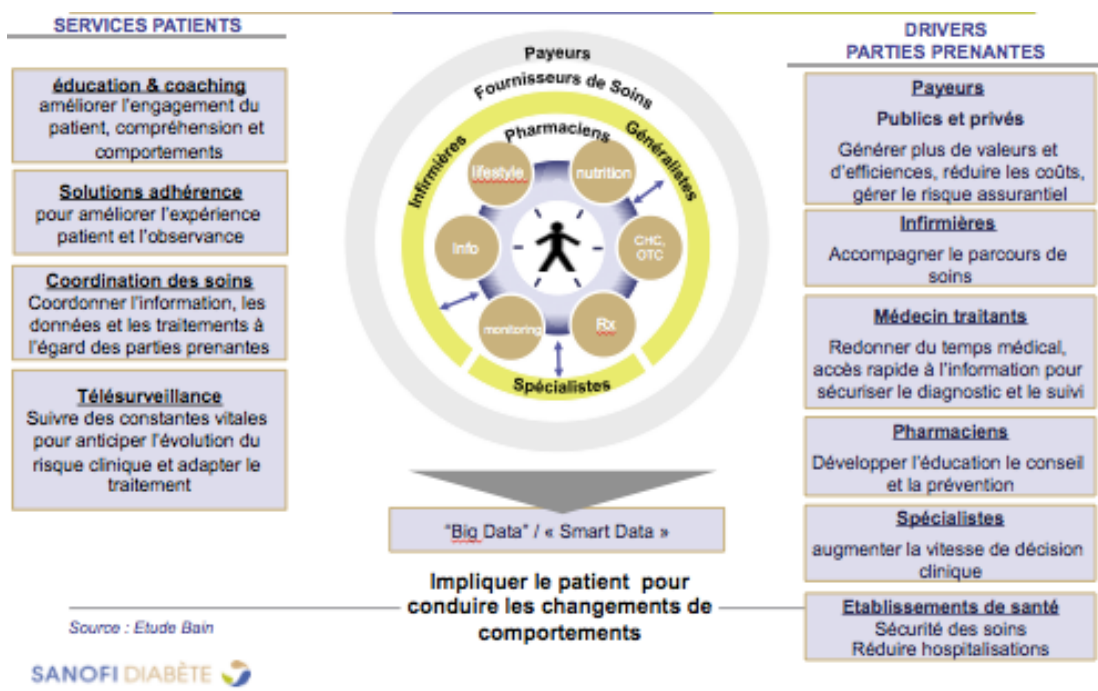 SERVICES PATIENTS
éducation & coaching
améliorer l'engagement du
patient, compréhension et
comportements
Solutions adhérence
pour améliorer l'expérience
patient et l'observance
Coordination des soins
Coordonner l'information, les
données et les traitements à
l'égard des parties prenantes
Télésurveillance
Suivre des constantes vitales
pour anticiper l'évolution du
risque clinique et adapter le
traitement
Payeurs
Fournisseurs de Soins
Pharmaciens
Infirmières
Généralistes
lifestyle
nutrition
Info
CHC,
OTC
monitoring
Rx
Spécialistes
"Big Data" / « Smart Data »
Impliquer le patient pour
conduire les changements de
comportements
DRIVERS
PARTIES PRENANTES
Payeurs
Publics et privés
Générer plus de valeurs et
d'efficiences, réduire les coûts,
gérer le risque assurantiel
Infirmières
Accompagner le parcours de
soins
Médecin traitants
Redonner du temps médical,
accès rapide à l'information pour
sécuriser le diagnostic et le suivi
Pharmaciens
Développer l'éducation le conseil
et la prévention
Spécialistes
augmenter la vitesse de décision
clinique
Etablissements de santé
Sécurité des soins
Réduire hospitalisations
Source : Etude Bain
SANOFI DIABÈTE